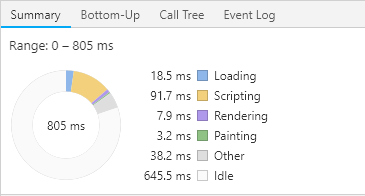 Summary Bottom-Up Call Tree Event Log
Range: 0 – 805 ms
18.5 ms Loading
91.7 ms Scripting
7.9 ms Rendering
805 ms
3.2 ms Painting
38.2 ms Other
645.5 ms Idle